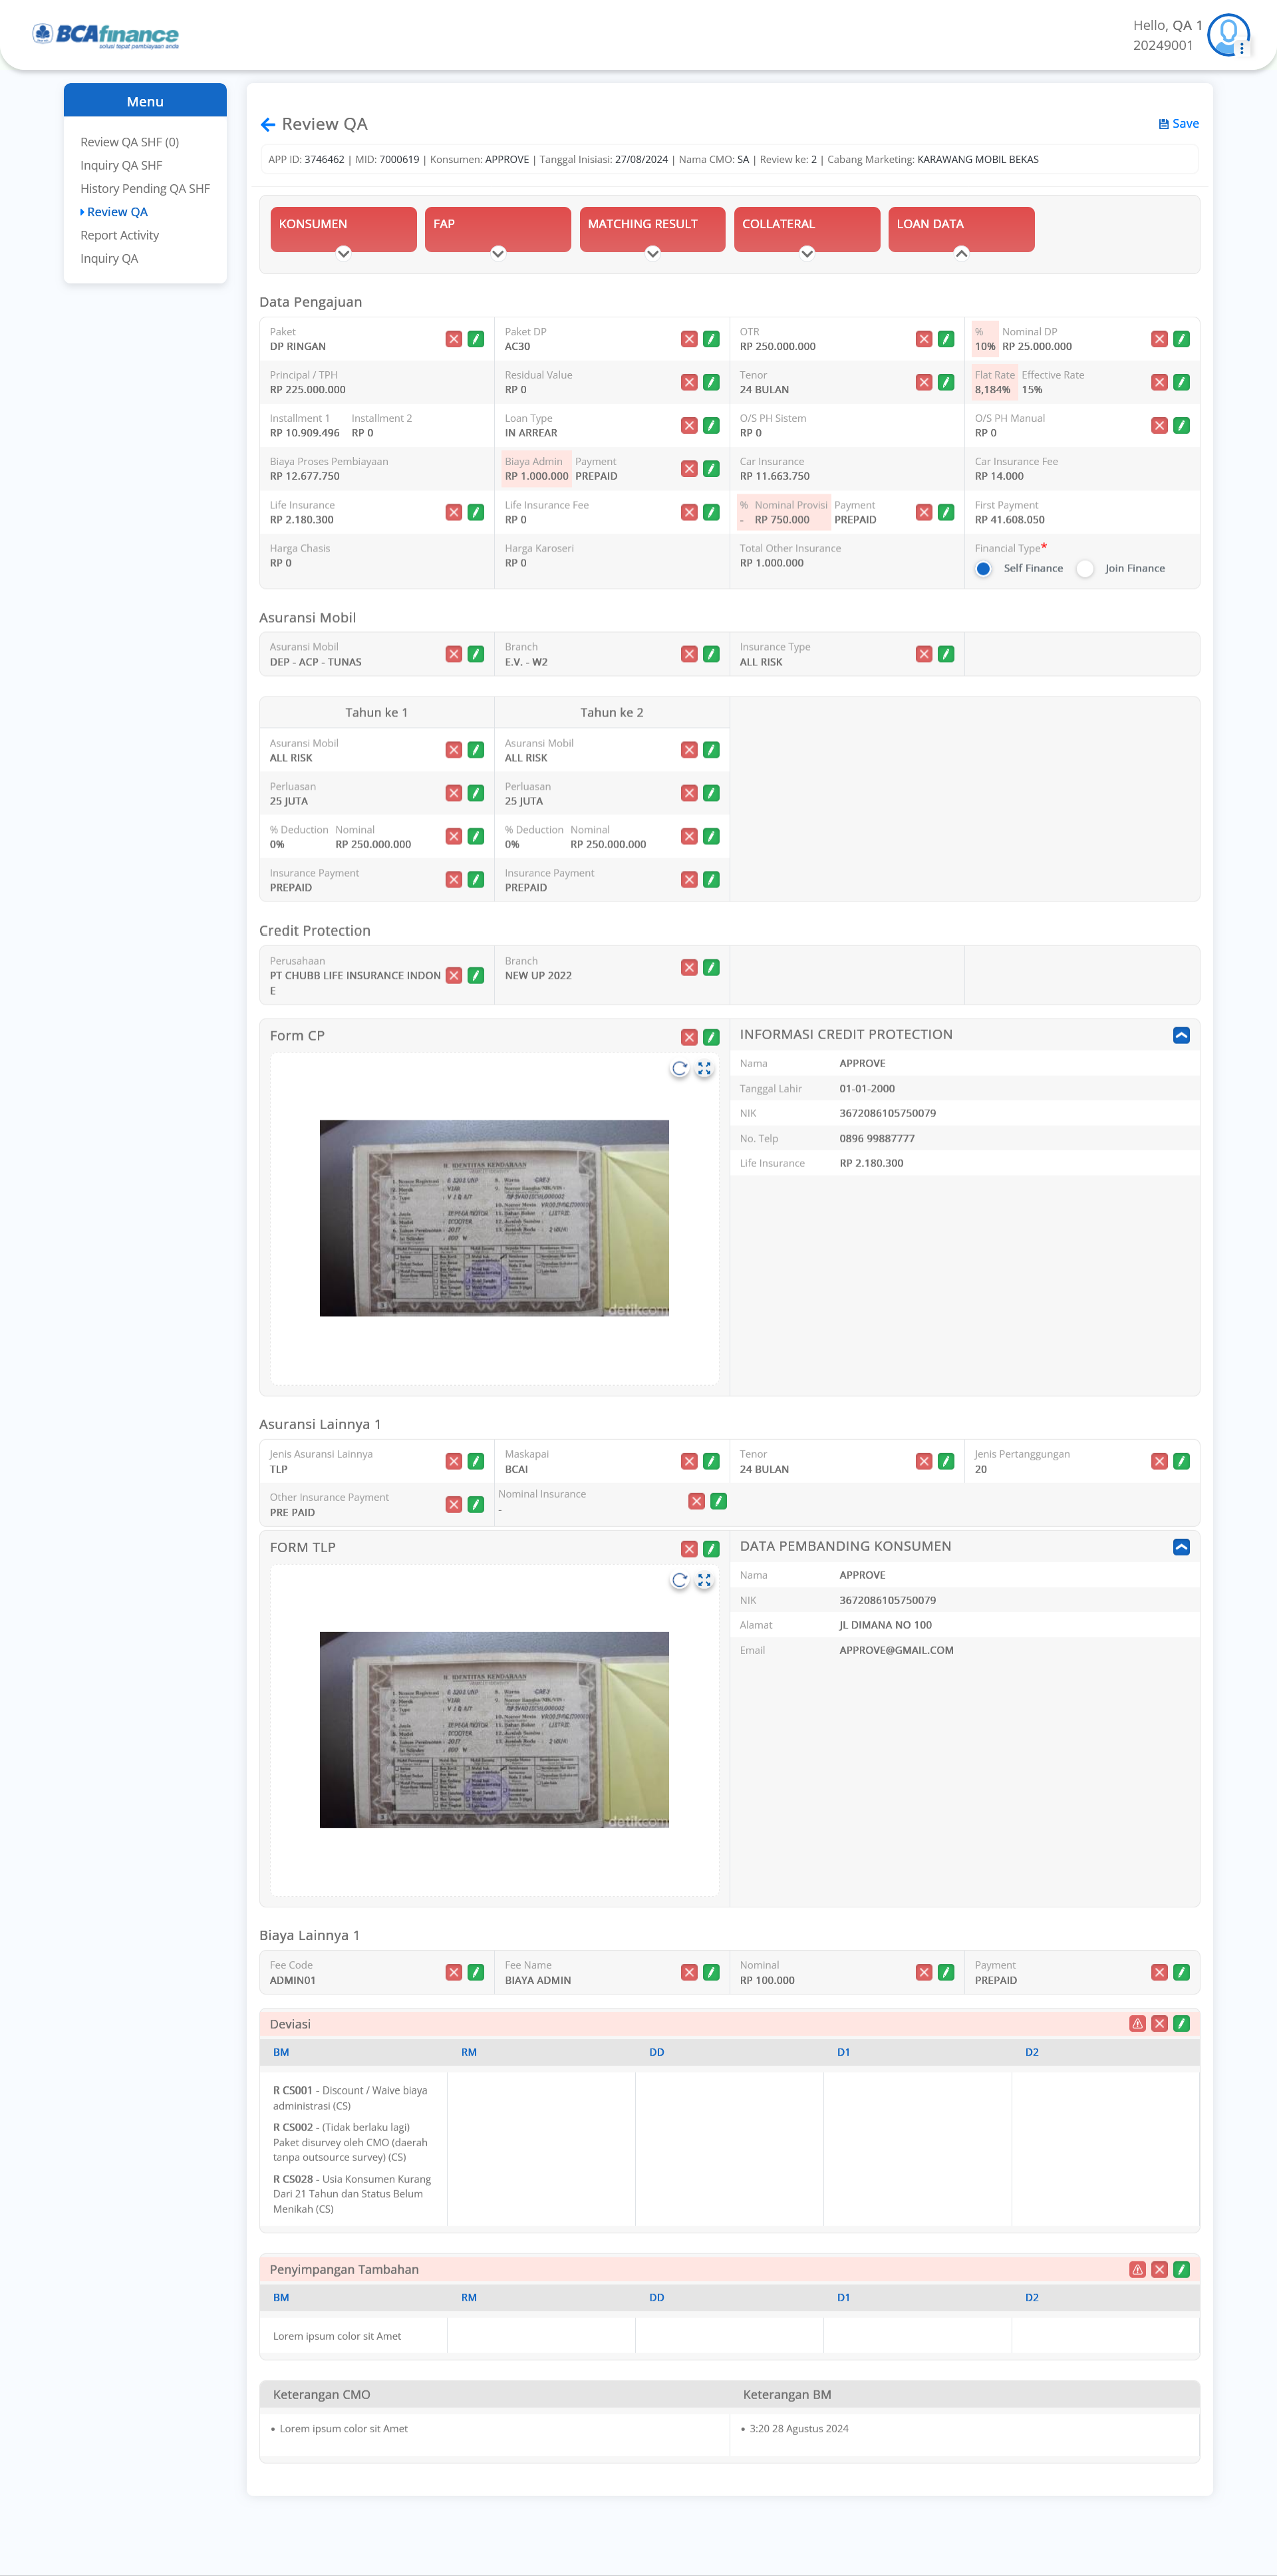 BCAfinance
solusi tepat pembiayaan anda
Hello, QA 1
20249001
Menu
Review QA SHF (0)
Inquiry QA SHF
History Pending QA SHF
Review QA
Report Activity
Inquiry QA
Review QA
Save
APP ID: 3746462 | MID: 7000619 | Konsumen: APPROVE | Tanggal Inisiasi: 27/08/2024 | Nama CMO: SA | Review ke: 2 | Cabang Marketing: KARAWANG MOBIL BEKAS
KONSUMEN FAP MATCHING RESULT COLLATERAL LOAN DATA
Data Pengajuan
Paket Paket DP OTR % Nominal DP
DP RINGAN AC30 RP 250.000.000 10% RP 25.000.000
Principal / TPH Residual Value Tenor Flat Rate Effective Rate
RP 225.000.000 RP 0 24 BULAN 8,184% 15%
Installment 1 Installment 2 Loan Type O/S PH Sistem O/S PH Manual
RP 10.909.496 RP 0 IN ARREAR RP 0 RP 0
Biaya Proses Pembiayaan Biaya Admin Payment Car Insurance Car Insurance Fee
RP 12.677.750 RP 1.000.000 PREPAID RP 11.663.750 RP 14.000
Life Insurance Life Insurance Fee % Nominal Provisi Payment First Payment
RP 2.180.300 RP 0 - RP 750.000 PREPAID RP 41.608.050
Harga Chasis Harga Karoseri Total Other Insurance Financial Type*
RP 0 RP 0 RP 1.000.000 Self Finance Join Finance
Asuransi Mobil
Asuransi Mobil Branch Insurance Type
DEP - ACP - TUNAS E.V. - W2 ALL RISK
Tahun ke 1 Tahun ke 2
Asuransi Mobil Asuransi Mobil
ALL RISK ALL RISK
Perluasan Perluasan
25 JUTA 25 JUTA
% Deduction Nominal % Deduction Nominal
0% RP 250.000.000 0% RP 250.000.000
Insurance Payment Insurance Payment
PREPAID PREPAID
Credit Protection
Perusahaan Branch
PT CHUBB LIFE INSURANCE INDON NEW UP 2022
E
Form CP
H. IDENTITAS KENDARAAN
detikcom
INFORMASI CREDIT PROTECTION
Nama APPROVE
Tanggal Lahir 01-01-2000
NIK 3672086105750079
No. Telp 0896 99887777
Life Insurance RP 2.180.300
Asuransi Lainnya 1
Jenis Asuransi Lainnya Maskapai Tenor Jenis Pertanggungan
TLP BCAI 24 BULAN 20
Other Insurance Payment Nominal Insurance
PRE PAID -
FORM TLP
H. IDENTITAS KENDARAAN
detikcom
DATA PEMBANDING KONSUMEN
Nama APPROVE
NIK 3672086105750079
Alamat JL DIMANA NO 100
Email APPROVE@GMAIL.COM
Biaya Lainnya 1
Fee Code Fee Name Nominal Payment
ADMIN01 BIAYA ADMIN RP 100.000 PREPAID
Deviasi
BM RM DD D1 D2
R CS001 - Discount / Waive biaya
administrasi (CS)
R CS002 - (Tidak berlaku lagi)
Paket disurvey oleh CMO (daerah
tanpa outsource survey) (CS)
R CS028 - Usia Konsumen Kurang
Dari 21 Tahun dan Status Belum
Menikah (CS)
Penyimpangan Tambahan
BM RM DD D1 D2
Lorem ipsum color sit Amet
Keterangan CMO Keterangan BM
• Lorem ipsum color sit Amet • 3:20 28 Agustus 2024